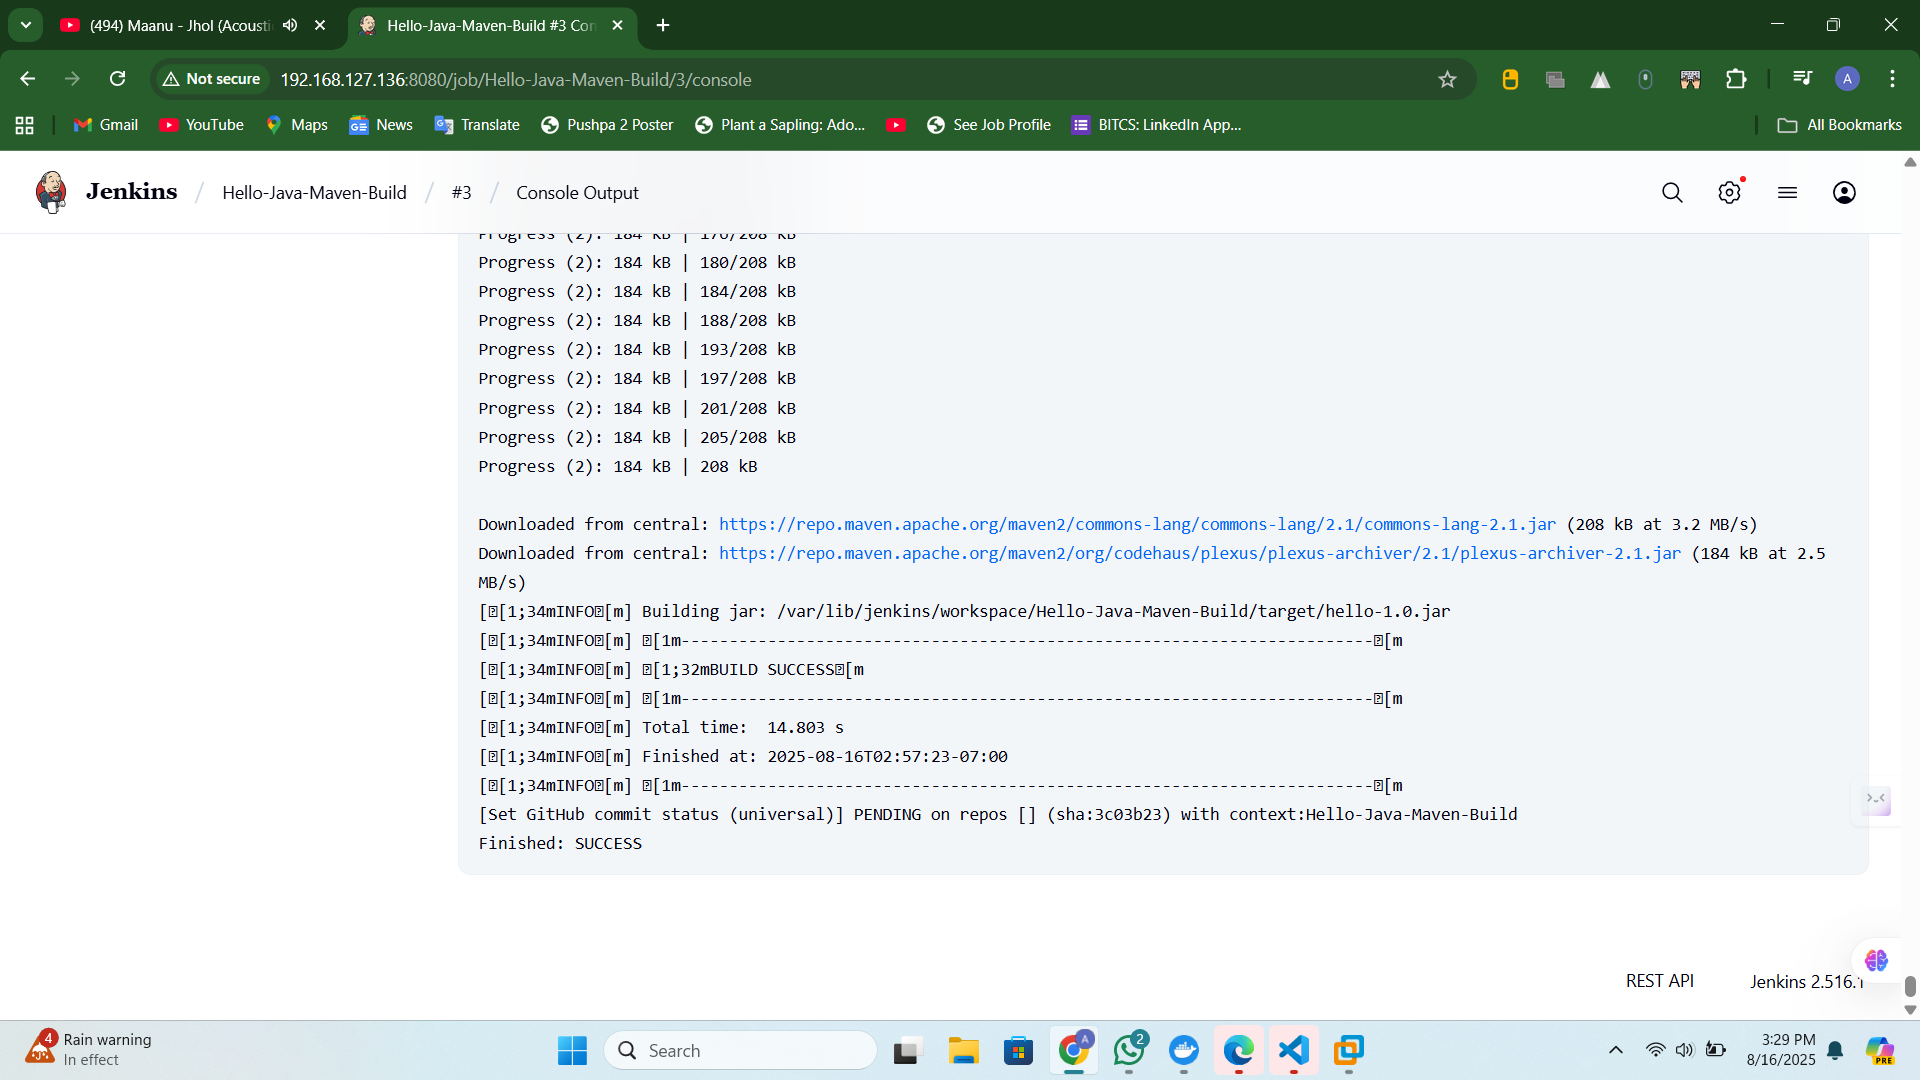 (494) Maanu - Jhol (Acousti
Hello-Java-Maven-Build #3 Con
Not secure
192.168.127.136:8080/job/Hello-Java-Maven-Build/3/console
A
Gmail
YouTube
Maps
News
Translate
Pushpa 2 Poster
Plant a Sapling: Ado...
See Job Profile
BITCS: LinkedIn App...
All Bookmarks
Jenkins / Hello-Java-Maven-Build / #3 / Console Output
Progress (2): 184 kB | 176/208 kB
Progress (2): 184 kB | 180/208 kB
Progress (2): 184 kB | 184/208 kB
Progress (2): 184 kB | 188/208 kB
Progress (2): 184 kB | 193/208 kB
Progress (2): 184 kB | 197/208 kB
Progress (2): 184 kB | 201/208 kB
Progress (2): 184 kB | 205/208 kB
Progress (2): 184 kB | 208 kB
Downloaded from central: https://repo.maven.apache.org/maven2/commons-lang/commons-lang/2.1/commons-lang-2.1.jar (208 kB at 3.2 MB/s)
Downloaded from central: https://repo.maven.apache.org/maven2/org/codehaus/plexus/plexus-archiver/2.1/plexus-archiver-2.1.jar (184 kB at 2.5
MB/s)
[[1;34mINFO[m] Building jar: /var/lib/jenkins/workspace/Hello-Java-Maven-Build/target/hello-1.0.jar
[[1;34mINFO[m] [1m------------------------------------------------------------------------[m
[[1;34mINFO[m] [1;32mBUILD SUCCESS[m
[[1;34mINFO[m] [1m------------------------------------------------------------------------[m
[[1;34mINFO[m] Total time:  14.803 s
[[1;34mINFO[m] Finished at: 2025-08-16T02:57:23-07:00
[[1;34mINFO[m] [1m------------------------------------------------------------------------[m
[Set GitHub commit status (universal)] PENDING on repos [] (sha:3c03b23) with context:Hello-Java-Maven-Build
Finished: SUCCESS
REST API
Jenkins 2.516.1
4
Rain warning
In effect
Search
A
2
3:29 PM
8/16/2025
PRE